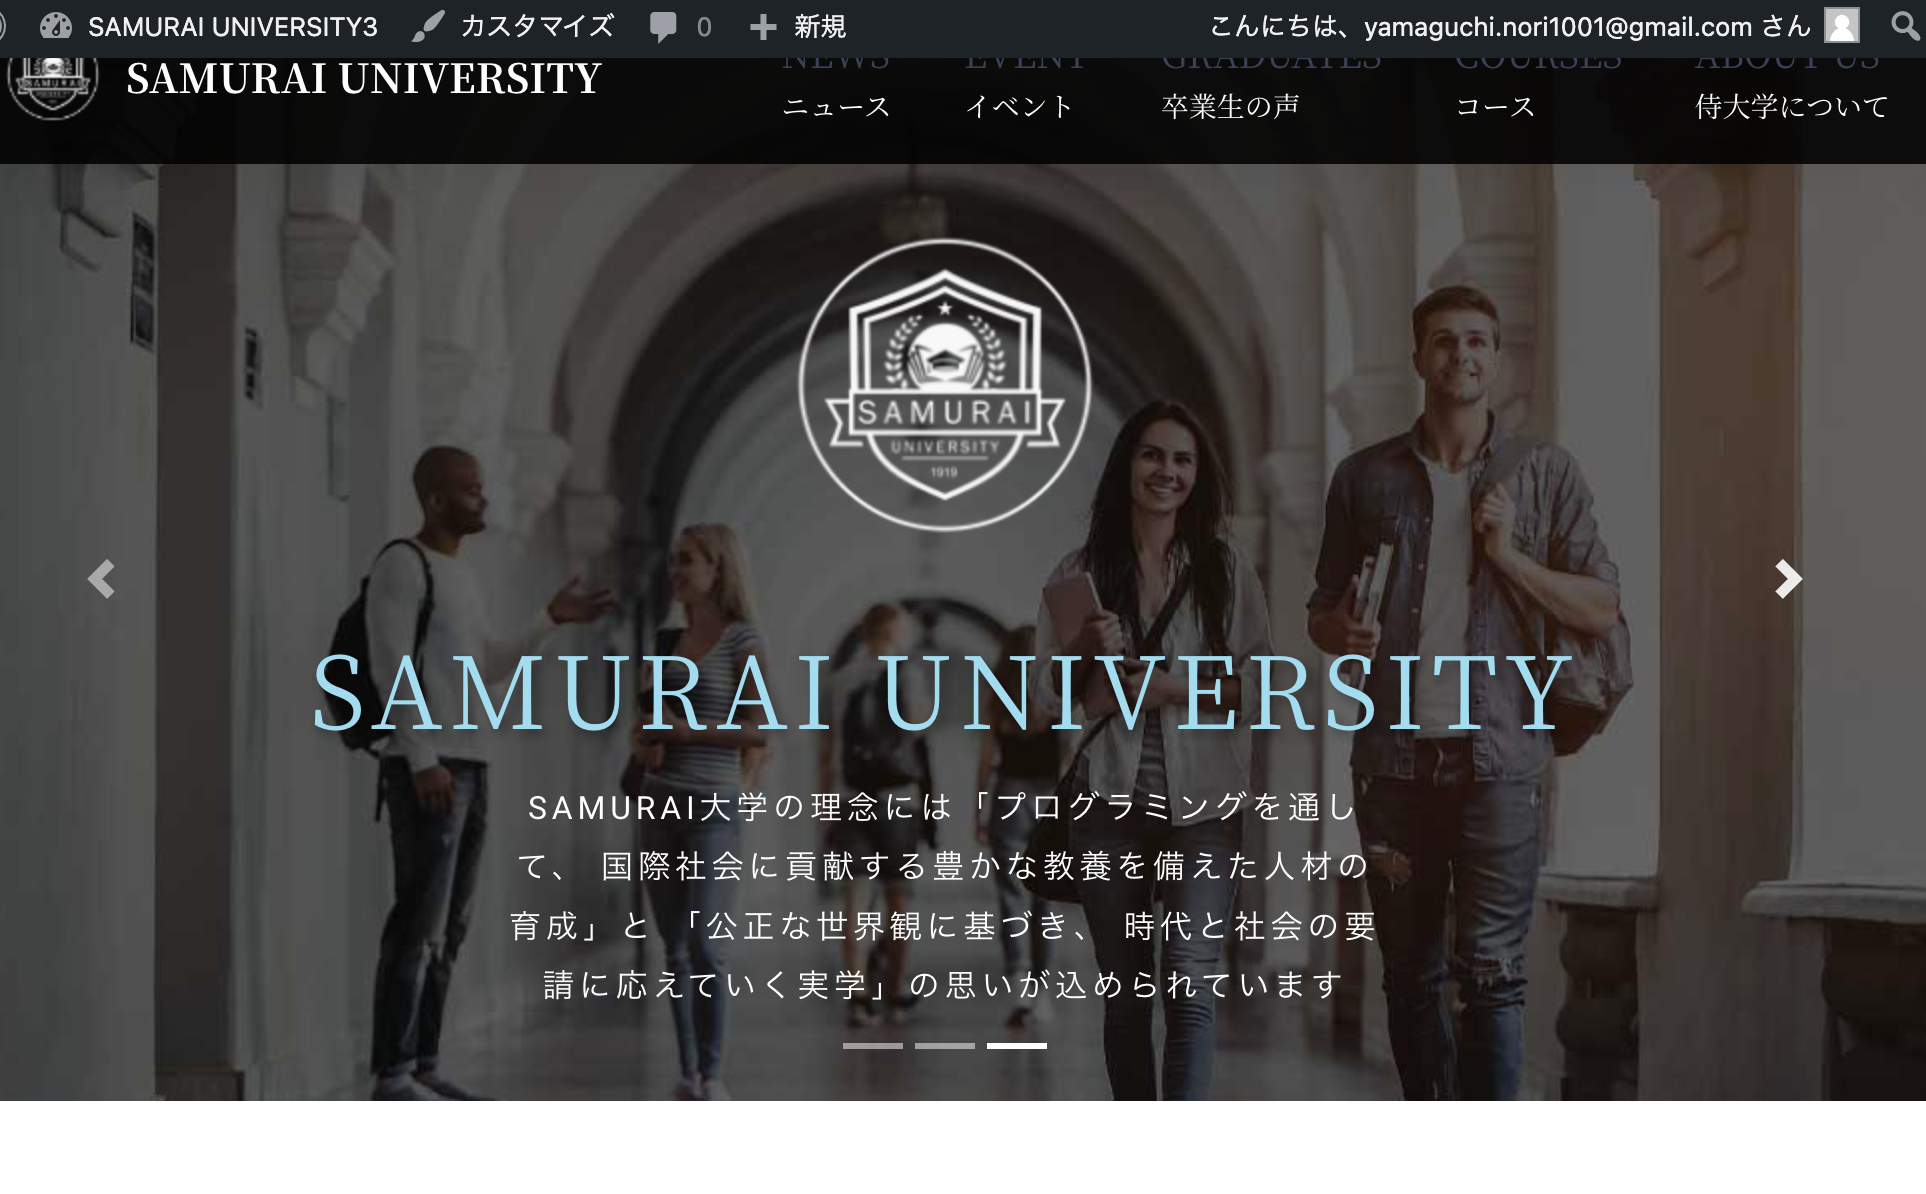 SAMURAI UNIVERSITY3 カスタマイズ 0 新規 こんにちは、yamaguchi.nori1001@gmail.com さん
SAMURAI UNIVERSITY
NEWS EVENT GRADUATES COURSES ABOUT US
ニュース イベント 卒業生の声 コース 侍大学について
SAMURAI
UNIVERSITY
1919
SAMURAI UNIVERSITY
SAMURAI大学の理念には「プログラミングを通し
て、 国際社会に貢献する豊かな教養を備えた人材の
育成」と 「公正な世界観に基づき、 時代と社会の要
請に応えていく実学」の思いが込められています